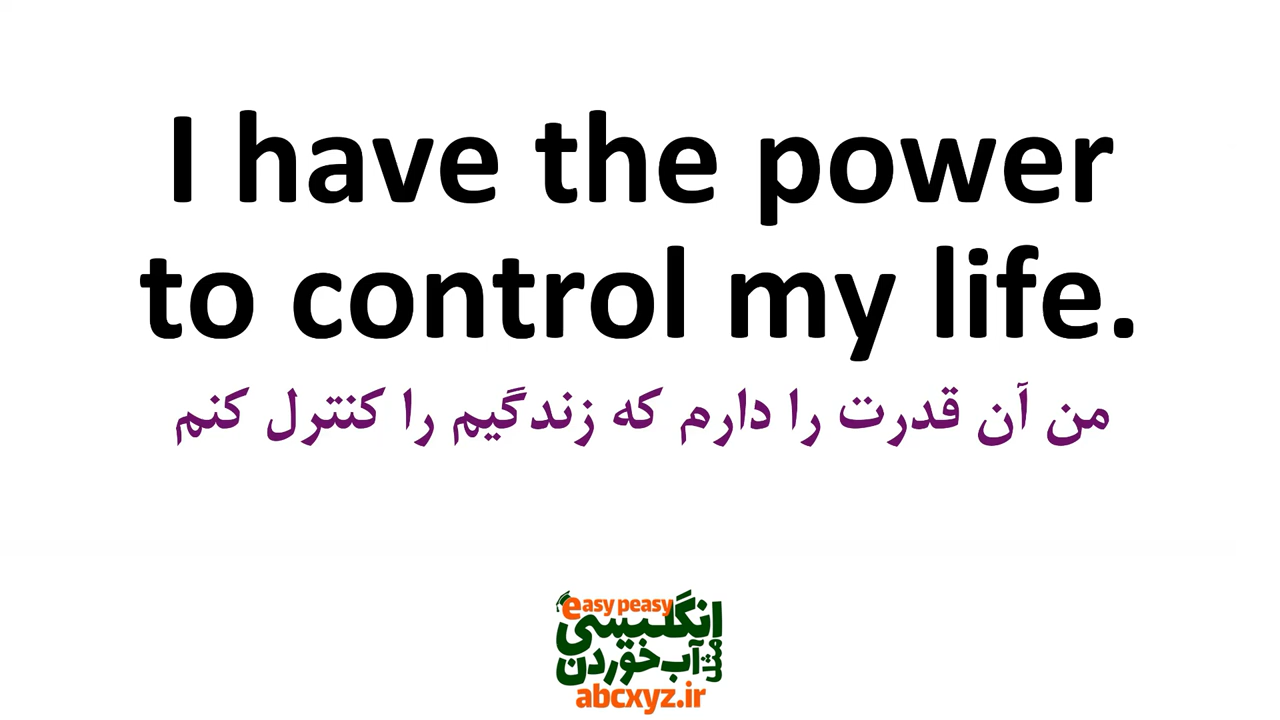 I have the power
to control my life.
من آن قدرت را دارم که زندگیم را کنترل کنم
easy peasy
انگلیسی
مثل آب خوردن
abcxyz.ir